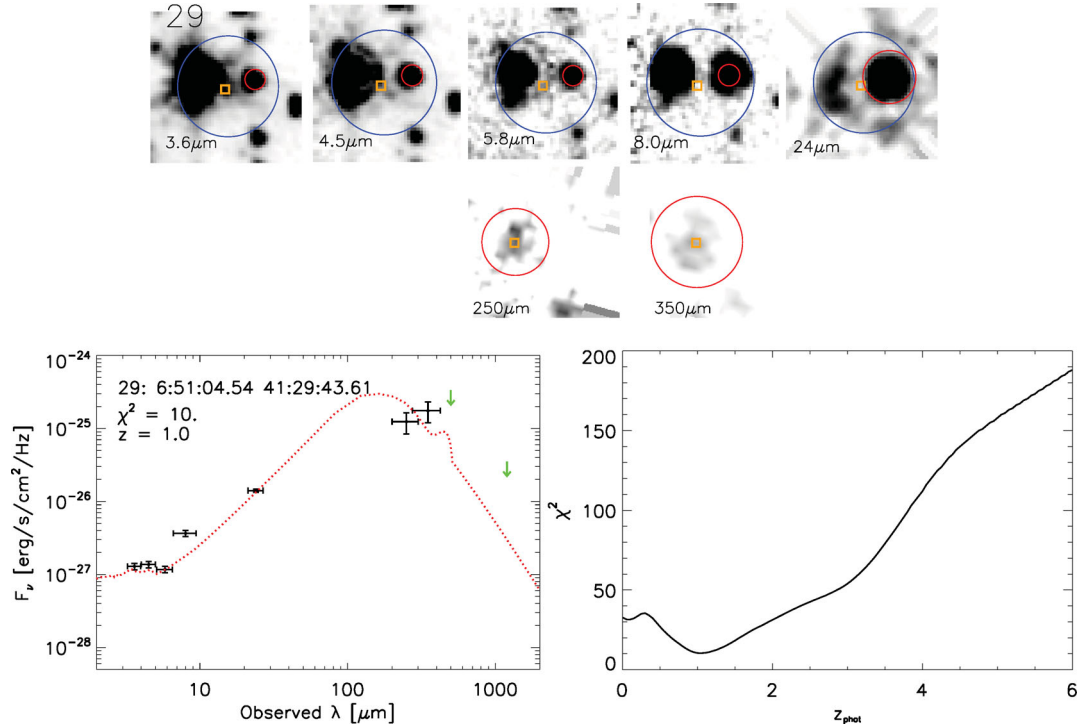 29
3.6μm
4.5μm
5.8μm
8.0μm
24μm
250μm
350μm
29: 6:51:04.54 41:29:43.61
χ² = 10.
z = 1.0
10⁻²⁴
10⁻²⁵
10⁻²⁶
10⁻²⁷
10⁻²⁸
Fν [erg/s/cm²/Hz]
10 100 1000
Observed λ [μm]
200
150
100
50
0
χ²
0 2 4 6
zphot